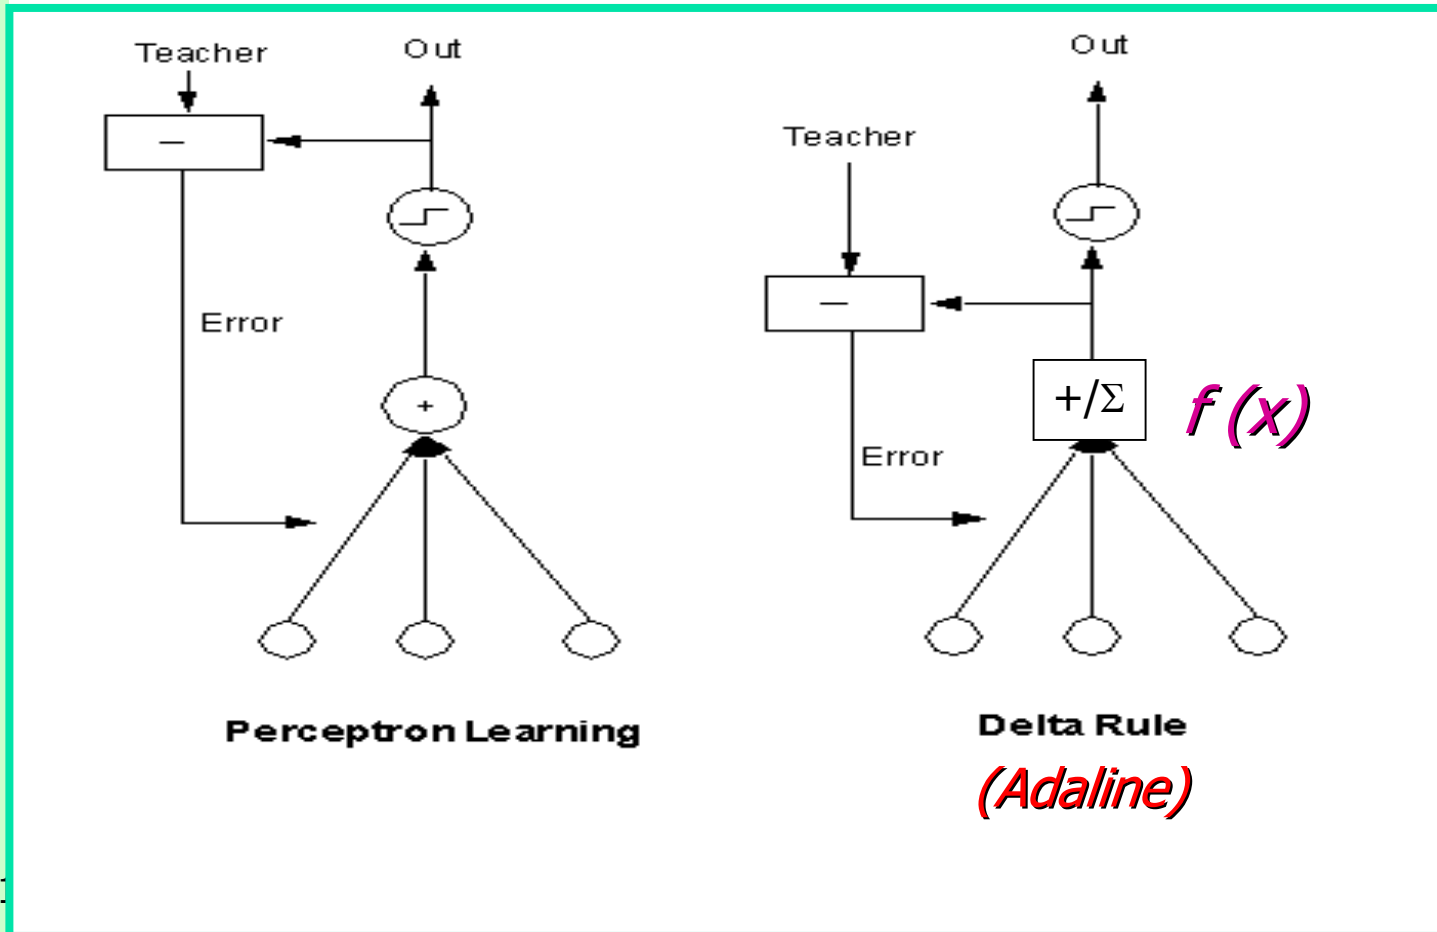 Teacher
Out
−
Error
+
Perceptron Learning
Out
Teacher
−
+/Σ
f (x)
Error
Delta Rule
(Adaline)